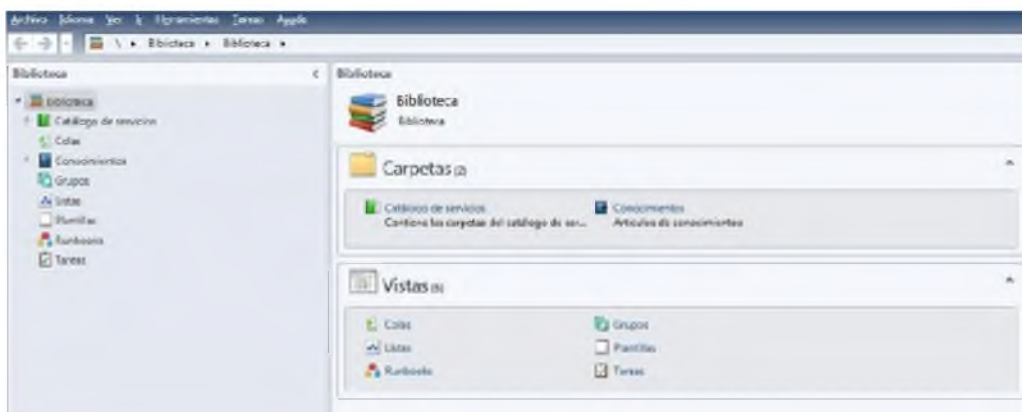 Archivo Idioma Ver Ir Herramientas Tareas Ayuda
\ ▸ Biblioteca ▸ Biblioteca ▸
Biblioteca
Biblioteca
Catálogo de servicios
Colas
Conocimientos
Grupos
Listas
Plantillas
Runbooks
Tareas
Biblioteca
Biblioteca
Biblioteca
Carpetas (2)
Catálogo de servicios Conocimientos
Contiene las carpetas del catálogo de ser... Artículos de conocimientos
Vistas (6)
Colas Grupos
Listas Plantillas
Runbooks Tareas